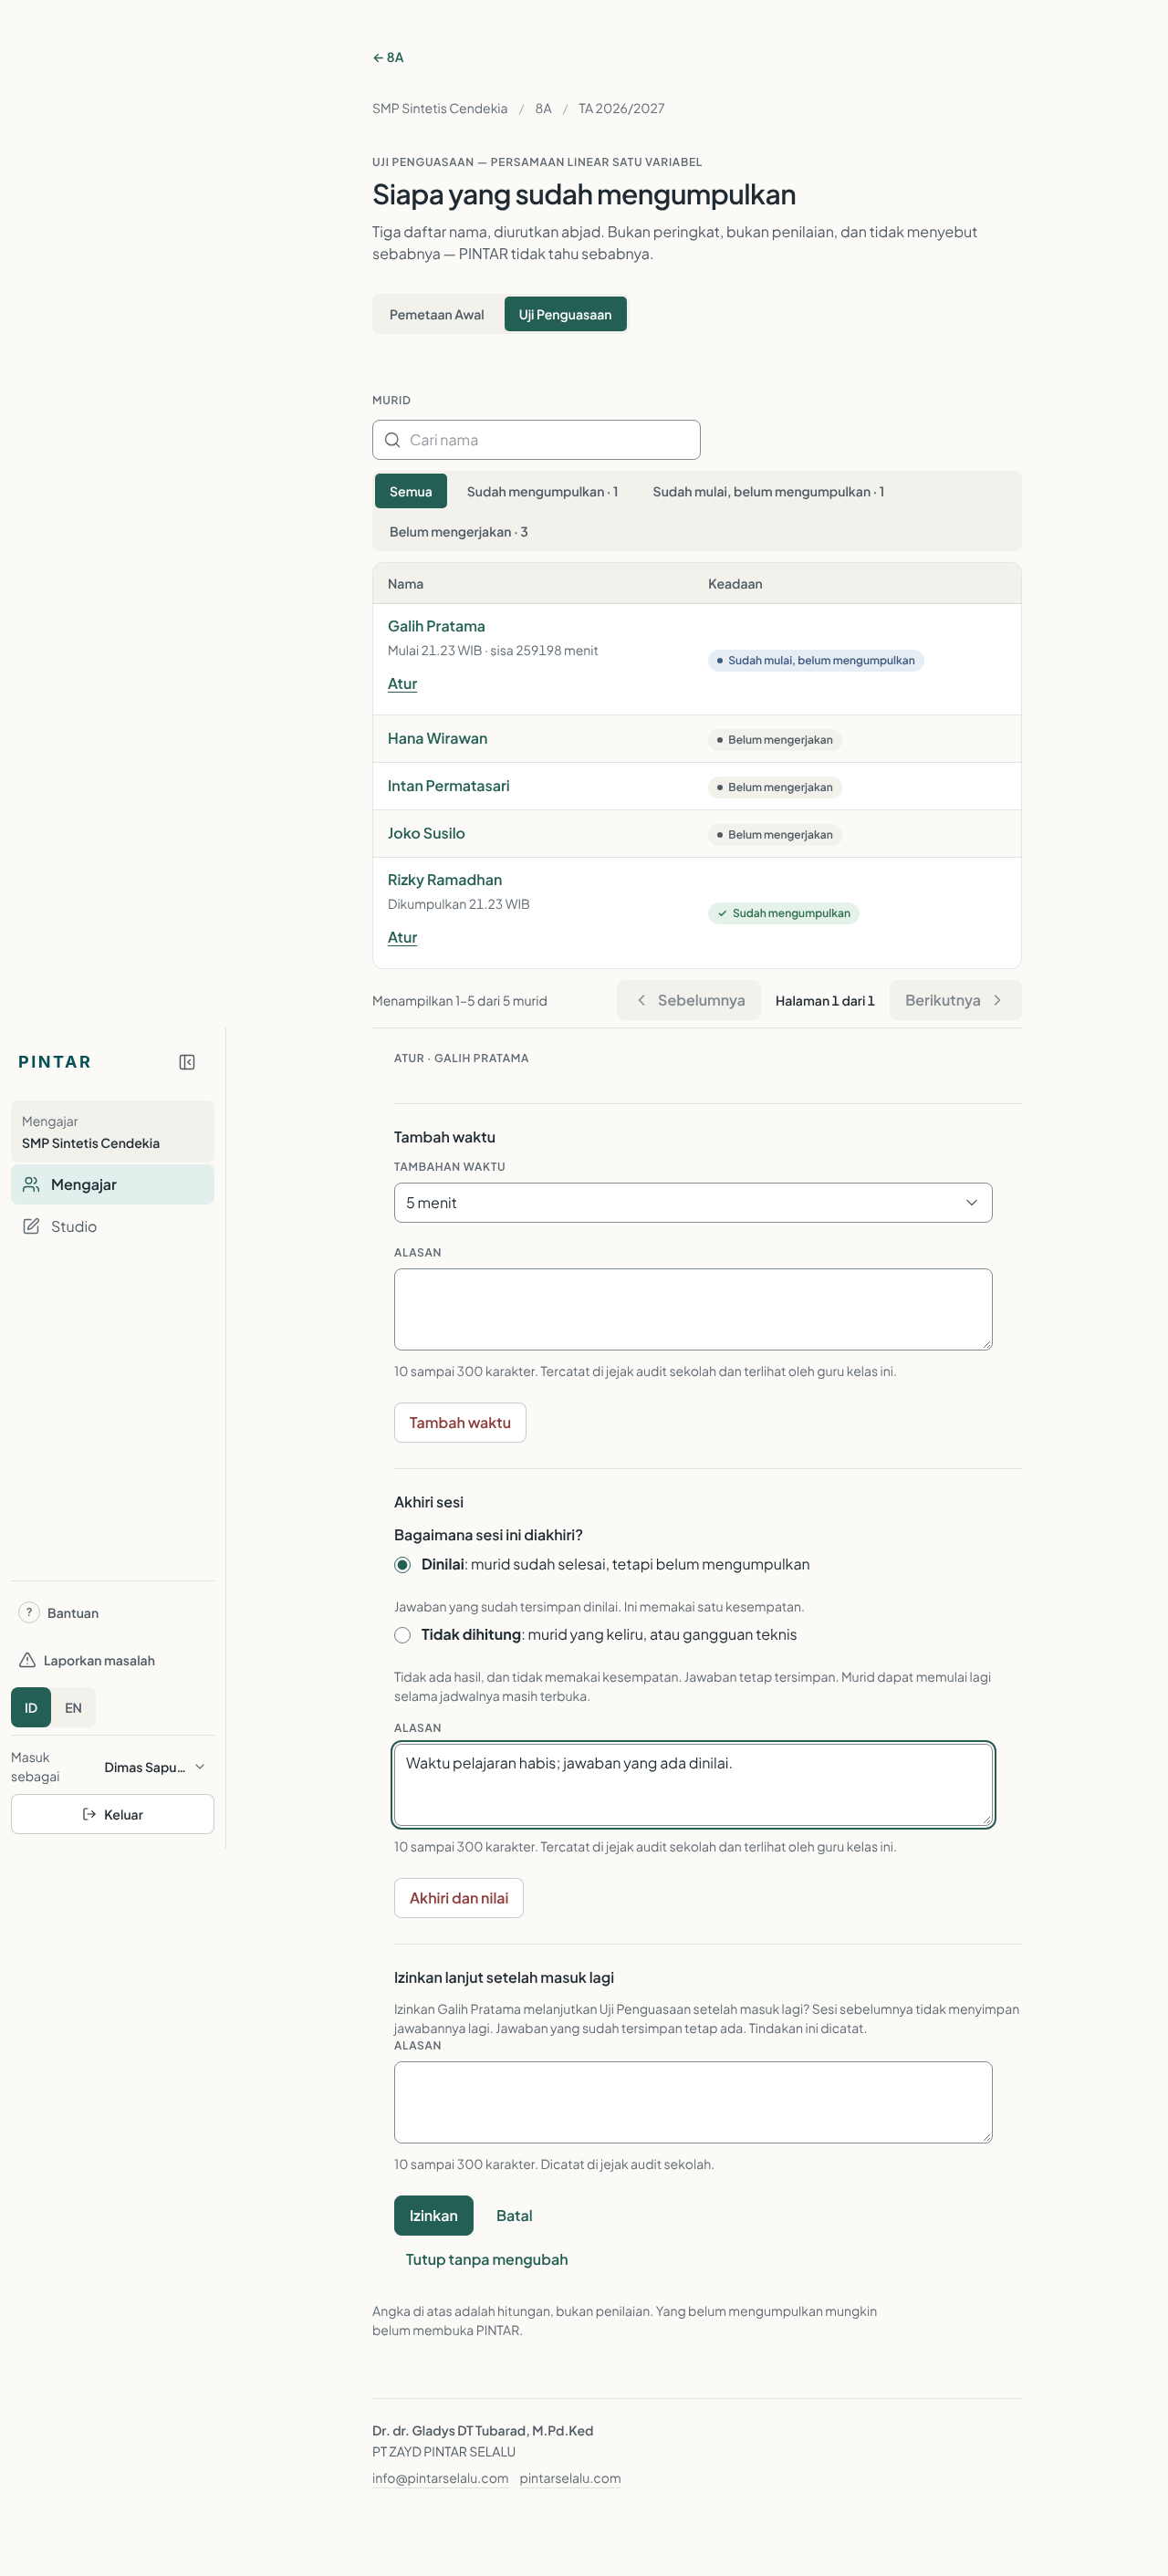 ← 8A
SMP Sintetis Cendekia / 8A / TA 2026/2027
UJI PENGUASAAN — PERSAMAAN LINEAR SATU VARIABEL
Siapa yang sudah mengumpulkan
Tiga daftar nama, diurutkan abjad. Bukan peringkat, bukan penilaian, dan tidak menyebut
sebabnya — PINTAR tidak tahu sebabnya.
Pemetaan Awal Uji Penguasaan
MURID
Cari nama
Semua Sudah mengumpulkan · 1 Sudah mulai, belum mengumpulkan · 1
Belum mengerjakan · 3
Nama Keadaan
Galih Pratama
Mulai 21.23 WIB · sisa 259198 menit
Sudah mulai, belum mengumpulkan
Atur
Hana Wirawan Belum mengerjakan
Intan Permatasari Belum mengerjakan
Joko Susilo Belum mengerjakan
Rizky Ramadhan
Dikumpulkan 21.23 WIB
Sudah mengumpulkan
Atur
Menampilkan 1–5 dari 5 murid Sebelumnya Halaman 1 dari 1 Berikutnya
PINTAR
Mengajar
SMP Sintetis Cendekia
Mengajar
Studio
? Bantuan
Laporkan masalah
ID EN
Masuk
sebagai
Dimas Sapu...
Keluar
ATUR · GALIH PRATAMA
Tambah waktu
TAMBAHAN WAKTU
5 menit
ALASAN
10 sampai 300 karakter. Tercatat di jejak audit sekolah dan terlihat oleh guru kelas ini.
Tambah waktu
Akhiri sesi
Bagaimana sesi ini diakhiri?
Dinilai: murid sudah selesai, tetapi belum mengumpulkan
Jawaban yang sudah tersimpan dinilai. Ini memakai satu kesempatan.
Tidak dihitung: murid yang keliru, atau gangguan teknis
Tidak ada hasil, dan tidak memakai kesempatan. Jawaban tetap tersimpan. Murid dapat memulai lagi
selama jadwalnya masih terbuka.
ALASAN
Waktu pelajaran habis; jawaban yang ada dinilai.
10 sampai 300 karakter. Tercatat di jejak audit sekolah dan terlihat oleh guru kelas ini.
Akhiri dan nilai
Izinkan lanjut setelah masuk lagi
Izinkan Galih Pratama melanjutkan Uji Penguasaan setelah masuk lagi? Sesi sebelumnya tidak menyimpan
jawabannya lagi. Jawaban yang sudah tersimpan tetap ada. Tindakan ini dicatat.
ALASAN
10 sampai 300 karakter. Dicatat di jejak audit sekolah.
Izinkan Batal
Tutup tanpa mengubah
Angka di atas adalah hitungan, bukan penilaian. Yang belum mengumpulkan mungkin
belum membuka PINTAR.
Dr. dr. Gladys DT Tubarad, M.Pd.Ked
PT ZAYD PINTAR SELALU
info@pintarselalu.com pintarselalu.com